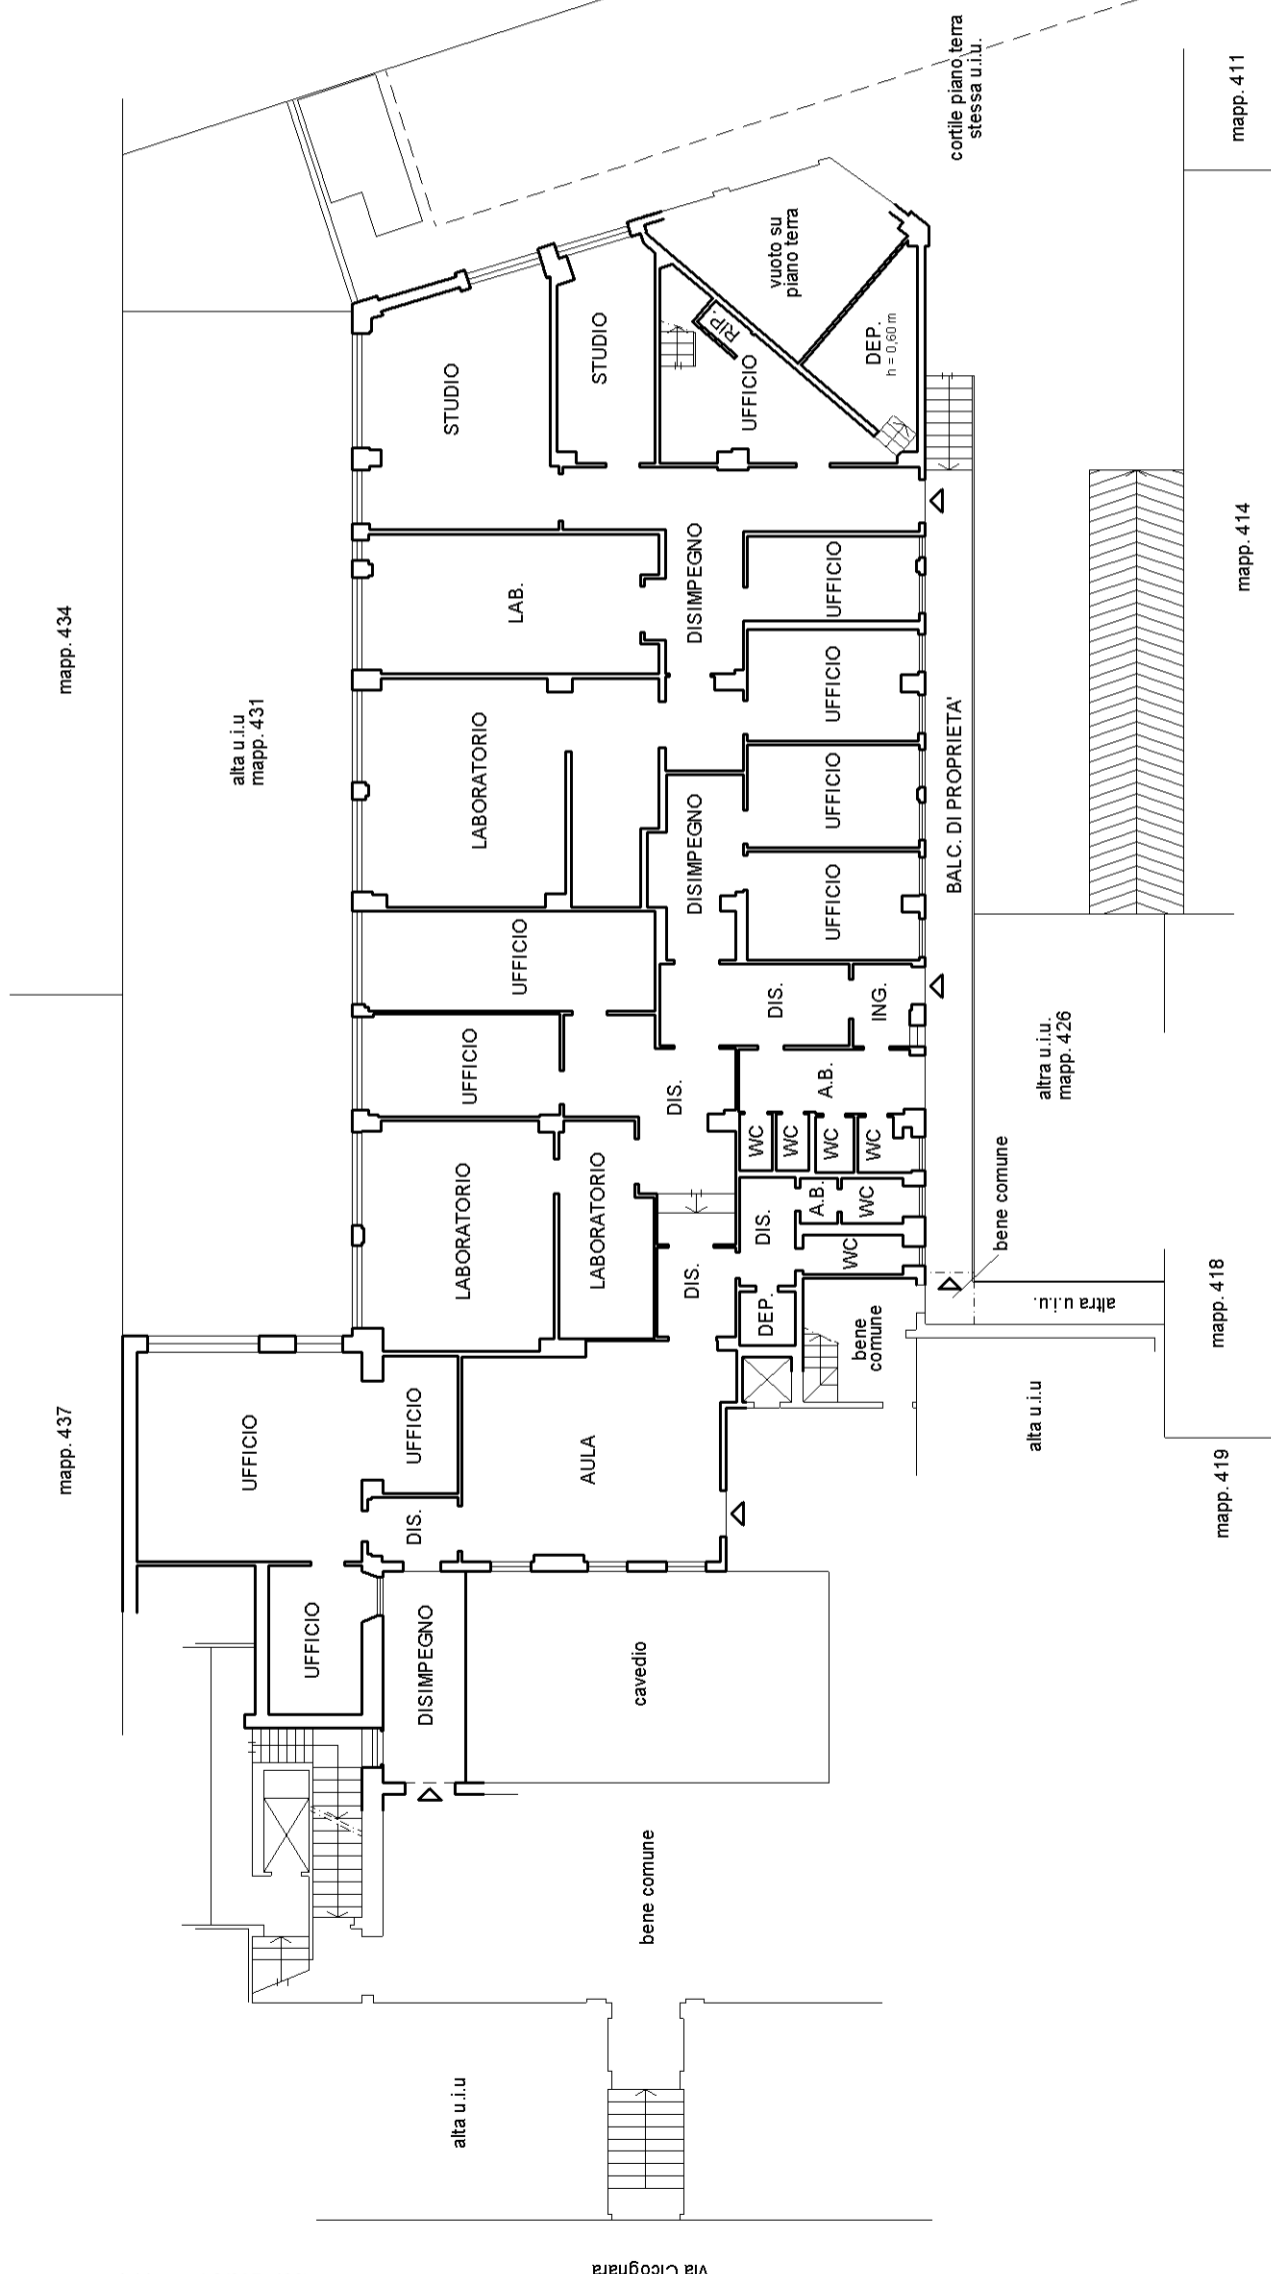 cortile piano terra
stessa u.i.u.
mapp. 411
vuoto su
piano terra
RIP.
DEP.
h = 0,60 m
STUDIO
STUDIO
UFFICIO
mapp. 434
alta u.i.u
mapp. 431
LAB.
DISIMPEGNO
UFFICIO
mapp. 414
UFFICIO
LABORATORIO
UFFICIO
BALC. DI PROPRIETA'
DISIMPEGNO
UFFICIO
UFFICIO
DIS.
ING.
UFFICIO
DIS.
A.B.
altra u.i.u.
mapp. 426
WC
WC
WC
WC
LABORATORIO
LABORATORIO
DIS.
A.B.
WC
bene comune
DIS.
WC
DEP.
bene
comune
altra u.i.u.
mapp. 418
mapp. 437
UFFICIO
UFFICIO
AULA
alta u.i.u
mapp. 419
DIS.
UFFICIO
DISIMPEGNO
cavedio
bene comune
alta u.i.u
via Cicognara